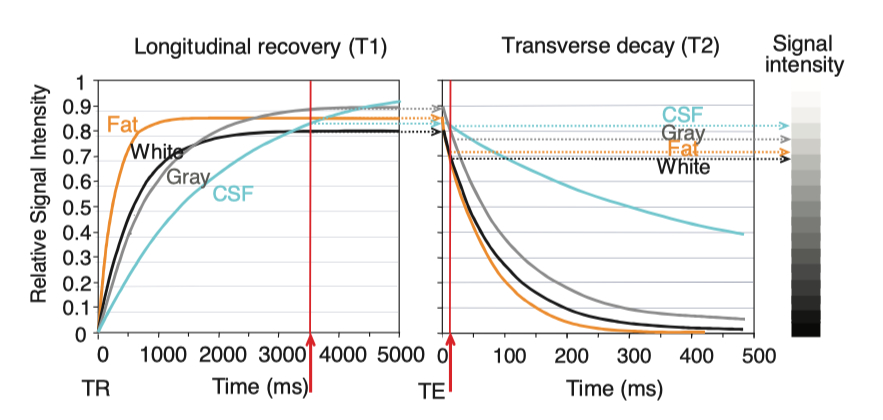 Longitudinal recovery (T1)
Transverse decay (T2)
Signal
intensity
Relative Signal Intensity
1
0.9
0.8
0.7
0.6
0.5
0.4
0.3
0.2
0.1
0
Fat
White
Gray
CSF
CSF
Gray
Fat
White
0 1000 2000 3000 4000 5000
0 100 200 300 400 500
TR
Time (ms)
TE
Time (ms)